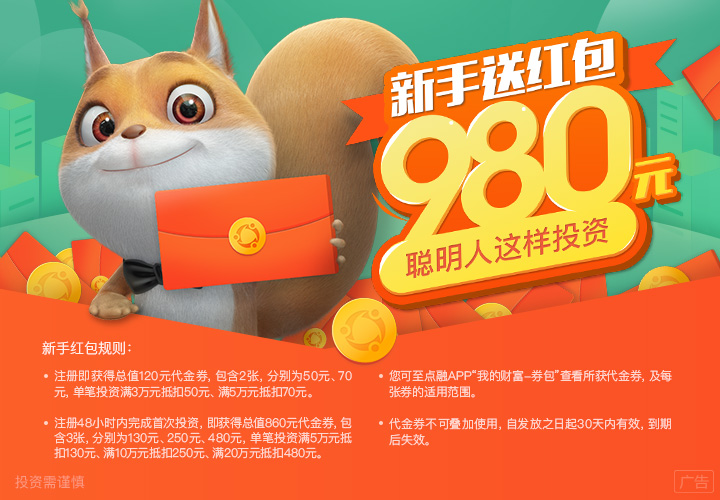 新手送红包
980元
聪明人这样投资
新手红包规则：
• 注册即获得总值120元代金券, 包含2张, 分别为50元、70
元, 单笔投资满3万元抵扣50元、满5万元抵扣70元。
• 注册48小时内完成首次投资, 即获得总值860元代金券, 包
含3张, 分别为130元、250元、480元, 单笔投资满5万元抵
扣130元、满10万元抵扣250元、满20万元抵扣480元。
• 您可至点融APP“我的财富–券包”查看所获代金券, 及每
张券的适用范围。
• 代金券不可叠加使用, 自发放之日起30天内有效, 到期
后失效。
投资需谨慎
广告